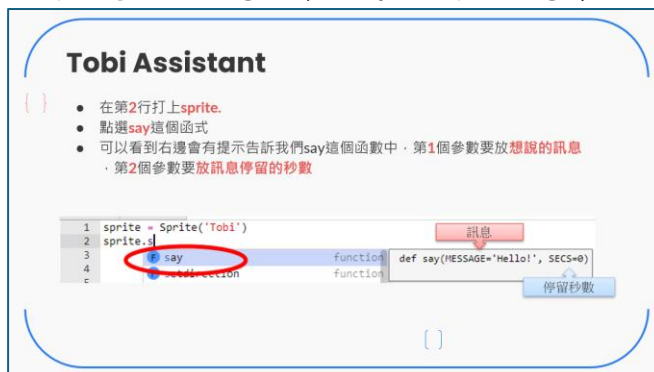 Tobi Assistant
{ }
● 在第2行打上sprite.
● 點選say這個函式
● 可以看到右邊會有提示告訴我們say這個函數中，第1個參數要放想說的訊息
，第2個參數要放訊息停留的秒數
1 sprite = Sprite('Tobi')
2 sprite.s
訊息
3 F say function def say(MESSAGE='Hello!', SECS=0)
4 setdirection function
停留秒數
[ ]